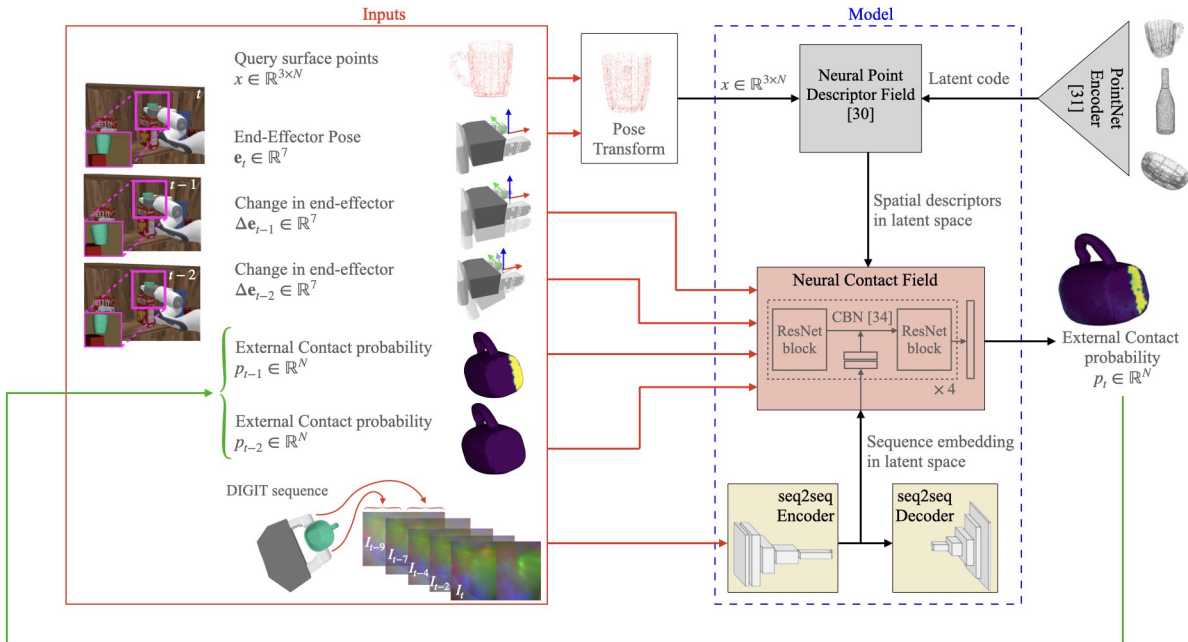 Inputs
Model
Query surface points
x ∈ ℝ^{3×N}
t
End-Effector Pose
e_t ∈ ℝ^7
t − 1
Change in end-effector
Δe_{t−1} ∈ ℝ^7
t − 2
Change in end-effector
Δe_{t−2} ∈ ℝ^7
External Contact probability
p_{t−1} ∈ ℝ^N
External Contact probability
p_{t−2} ∈ ℝ^N
DIGIT sequence
I_{t−9}
I_{t−7}
I_{t−4}
I_{t−2}
I_t
Pose
Transform
x ∈ ℝ^{3×N}
Neural Point
Descriptor Field
[30]
Latent code
PointNet
Encoder
[31]
Spatial descriptors
in latent space
Neural Contact Field
ResNet
block
CBN [34]
ResNet
block
× 4
External Contact
probability
p_t ∈ ℝ^N
Sequence embedding
in latent space
seq2seq
Encoder
seq2seq
Decoder